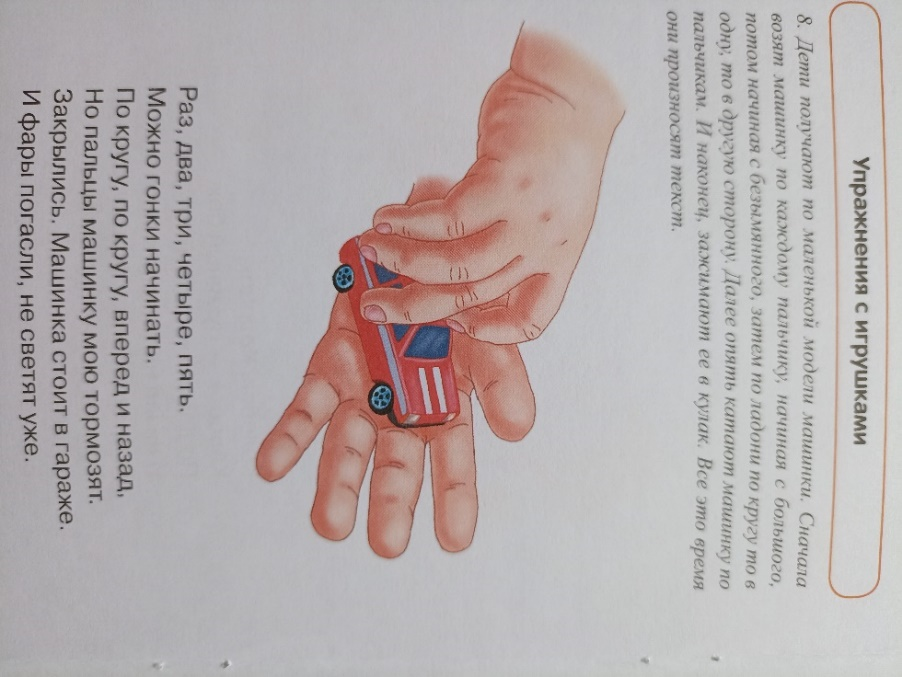 Упражнения с игрушками
8. Дети получают по маленькой модели машинки. Сначала
возят машинку по каждому пальчику, начиная с большого,
потом начиная с безымянного, затем по ладони по кругу то в
одну, то в другую сторону. Далее опять катают машинку по
пальчикам. И наконец, зажимают ее в кулак. Все это время
они произносят текст.
Раз, два, три, четыре, пять.
Можно гонки начинать.
По кругу, по кругу, вперед и назад,
Но пальцы машинку мою тормозят.
Закрылись. Машинка стоит в гараже.
И фары погасли, не светят уже.